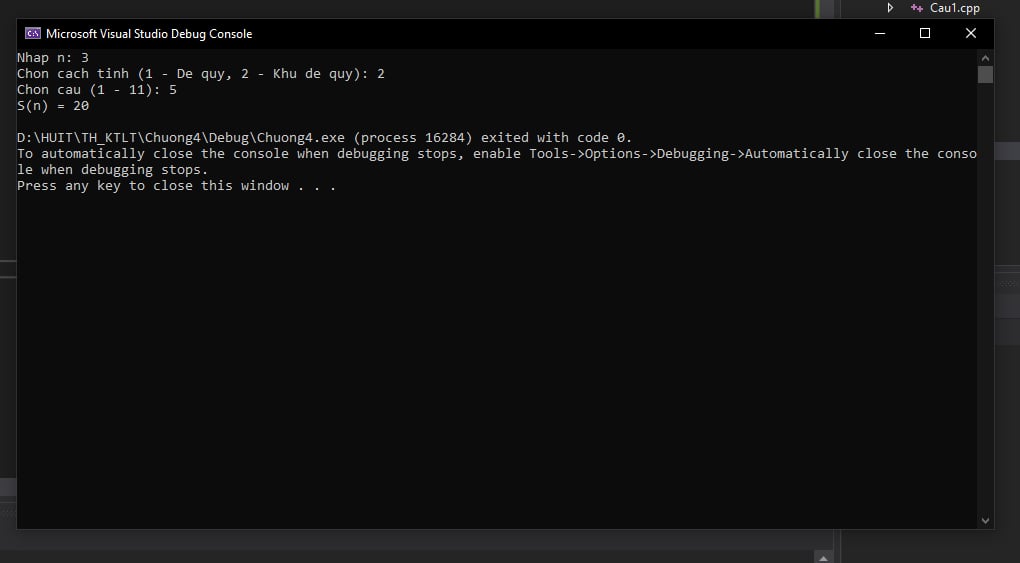 Cau1.cpp
Microsoft Visual Studio Debug Console
Nhap n: 3
Chon cach tinh (1 - De quy, 2 - Khu de quy): 2
Chon cau (1 - 11): 5
S(n) = 20
D:\HUIT\TH_KTLT\Chuong4\Debug\Chuong4.exe (process 16284) exited with code 0.
To automatically close the console when debugging stops, enable Tools->Options->Debugging->Automatically close the conso
le when debugging stops.
Press any key to close this window . . .